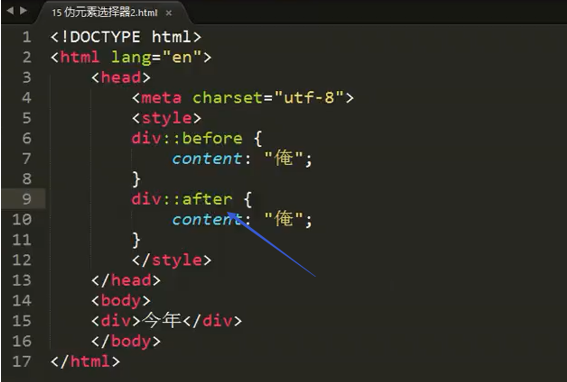 15 伪元素选择器2.html ×
1 <!DOCTYPE html>
2 <html lang="en">
3 <head>
4 <meta charset="utf-8">
5 <style>
6 div::before {
7 content: "俺";
8 }
9 div::after {
10 content: "俺";
11 }
12 </style>
13 </head>
14 <body>
15 <div>今年</div>
16 </body>
17 </html>